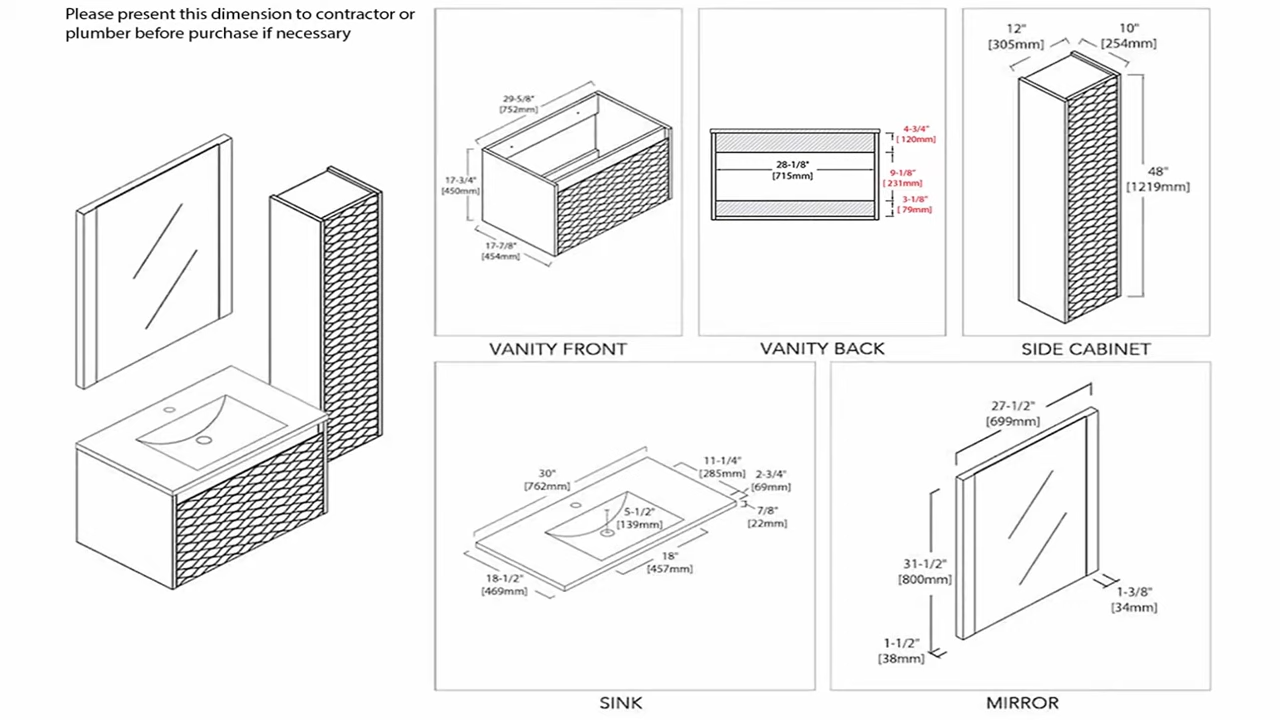 Please present this dimension to contractor or
plumber before purchase if necessary
29-5/8"
[752mm]
17-3/4"
[450mm]
17-7/8"
[454mm]
VANITY FRONT
4-3/4"
[120mm]
28-1/8"
[715mm]
9-1/8"
[231mm]
3-1/8"
[79mm]
VANITY BACK
12"
[305mm]
10"
[254mm]
48"
[1219mm]
SIDE CABINET
30"
[762mm]
11-1/4"
[285mm]
2-3/4"
[69mm]
5-1/2"
[139mm]
7/8"
[22mm]
18"
[457mm]
18-1/2"
[469mm]
SINK
27-1/2"
[699mm]
31-1/2"
[800mm]
1-3/8"
[34mm]
1-1/2"
[38mm]
MIRROR